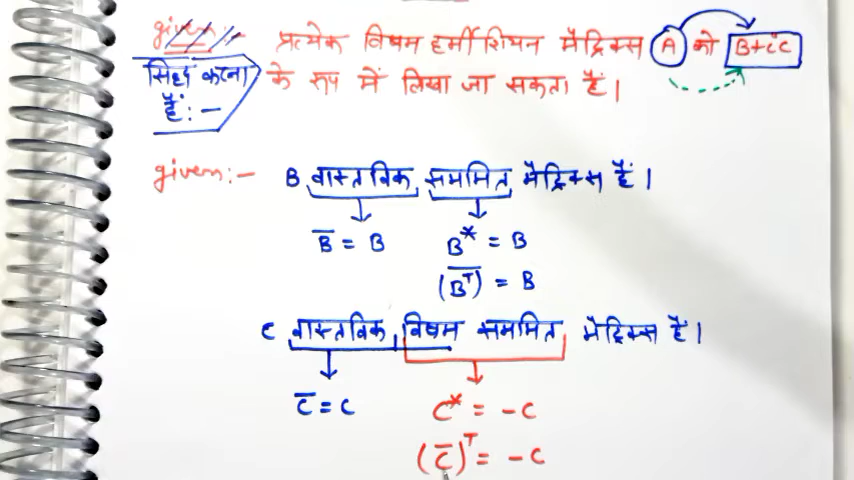 given:-
प्रत्येक विषम हर्मीशियन मैट्रिक्स A को B+iC
सिद्ध करना के रूप में लिखा जा सकता हैं।
हैं:-
given:- B वास्तविक सममित मैट्रिक्स हैं।
B̅ = B B* = B
(B̅ᵀ) = B
C वास्तविक, विषम सममित मैट्रिक्स हैं।
C̅ = C C* = -C
(C̅)ᵀ = -C